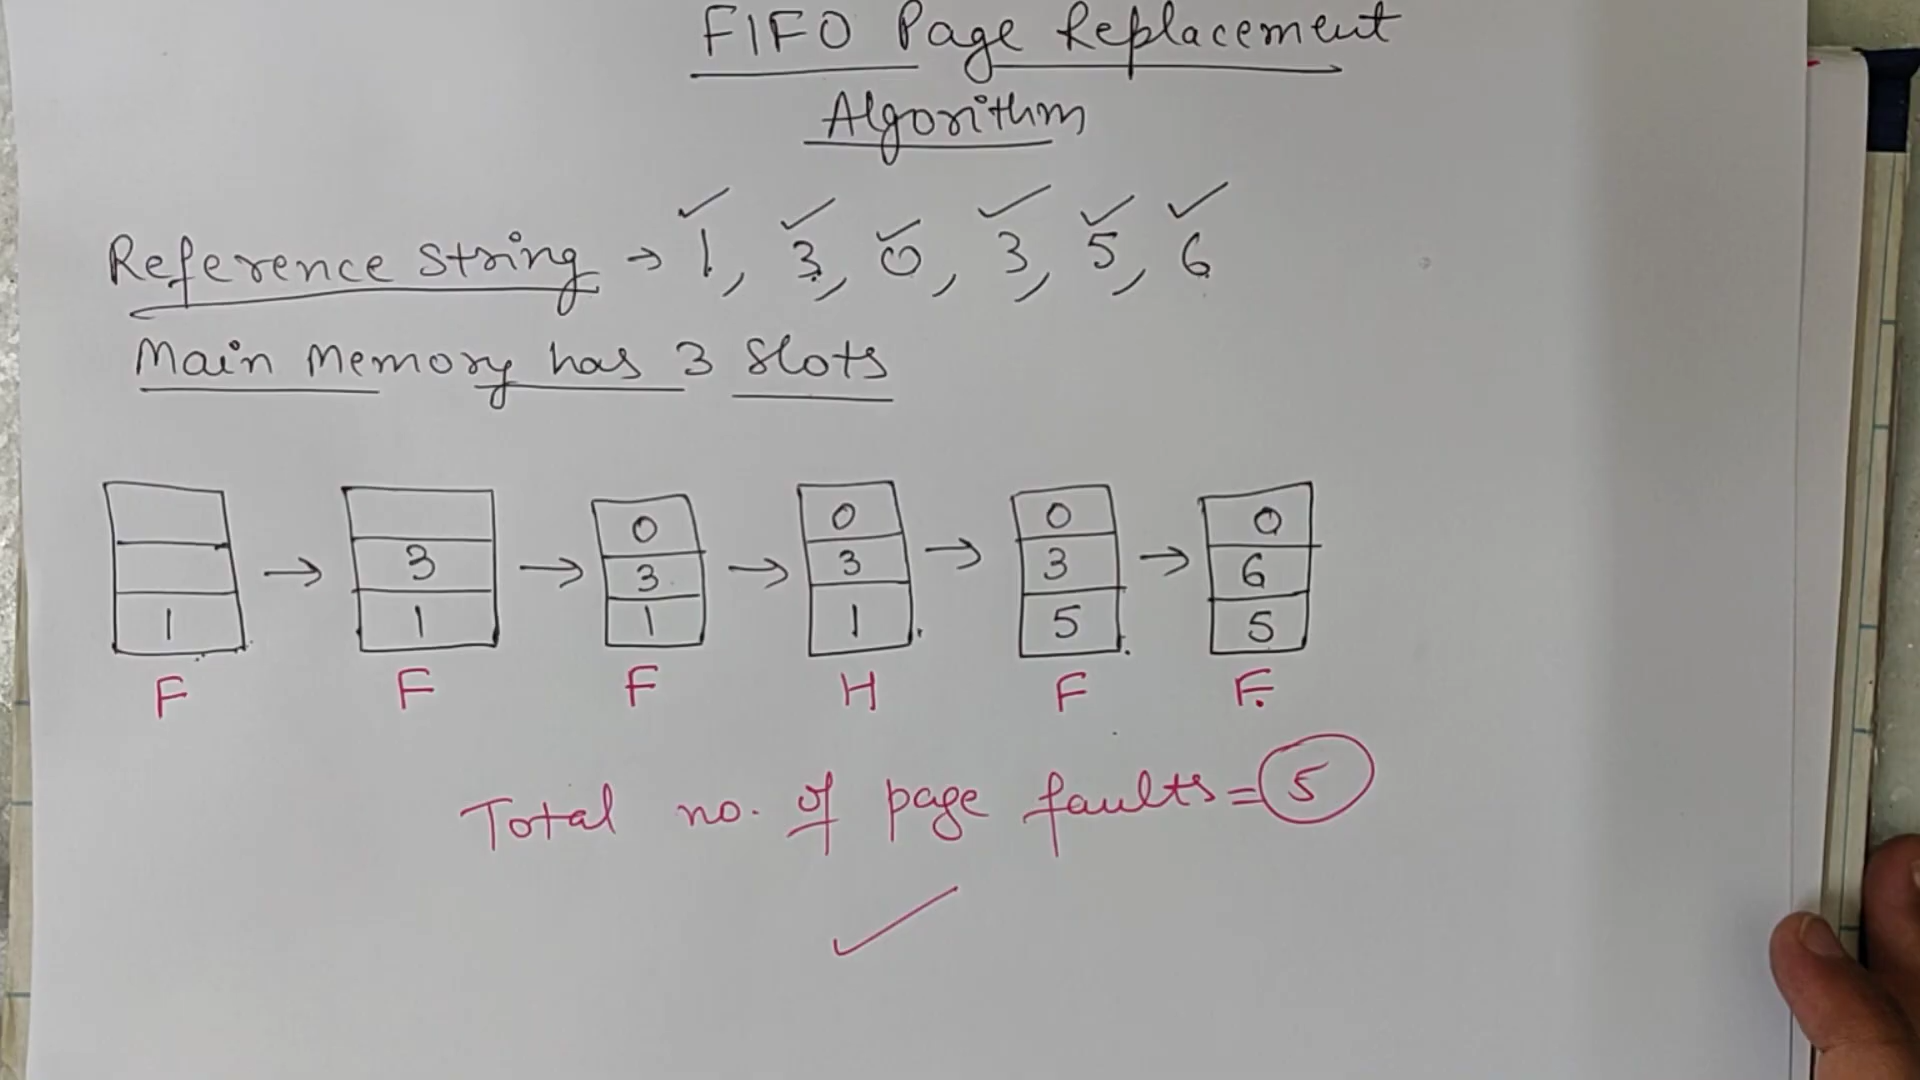 FIFO Page Replacement
Algorithm
Reference string → 1, 3, 0, 3, 5, 6
Main Memory has 3 Slots
0 0 0 0
3 3 3 3 6
1 1 1 1 5 5
F F F H F F
Total no. of page faults = 5